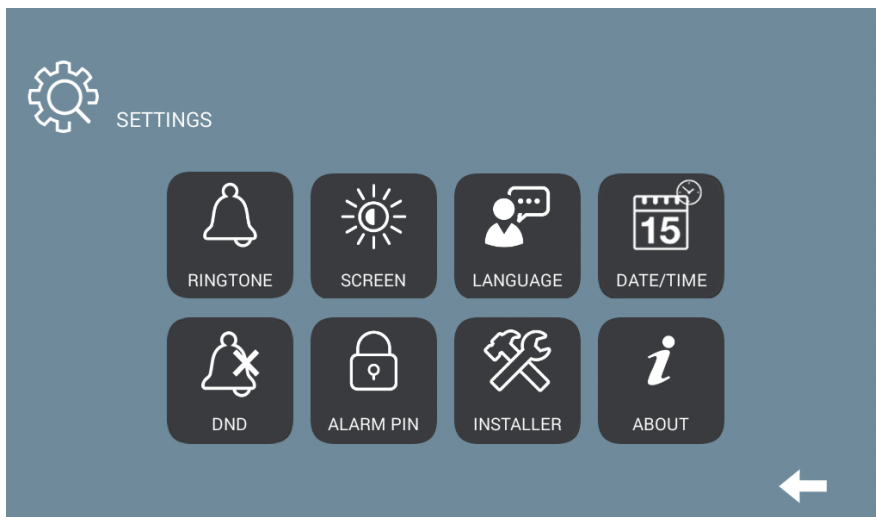 SETTINGS
RINGTONE
SCREEN
LANGUAGE
15
DATE/TIME
DND
ALARM PIN
INSTALLER
i
ABOUT